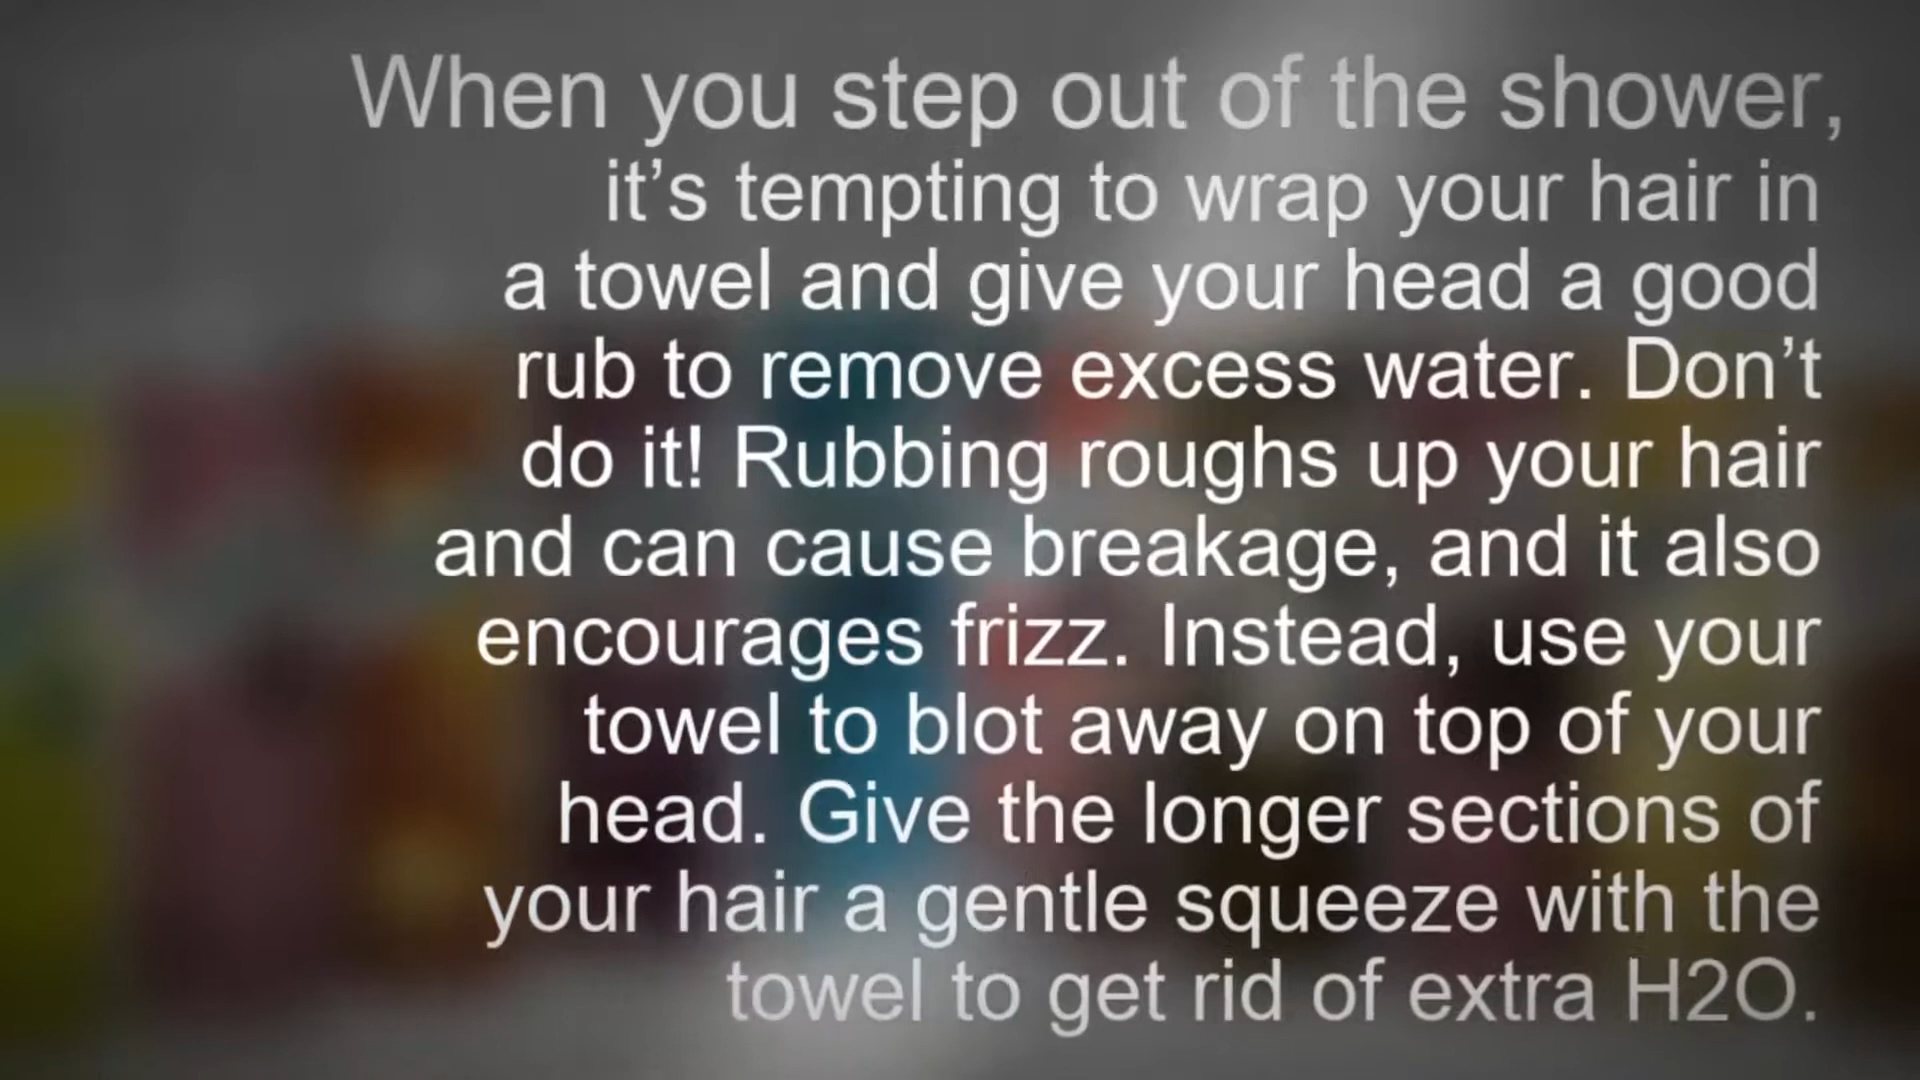 When you step out of the shower,
it’s tempting to wrap your hair in
a towel and give your head a good
rub to remove excess water. Don’t
do it! Rubbing roughs up your hair
and can cause breakage, and it also
encourages frizz. Instead, use your
towel to blot away on top of your
head. Give the longer sections of
your hair a gentle squeeze with the
towel to get rid of extra H2O.